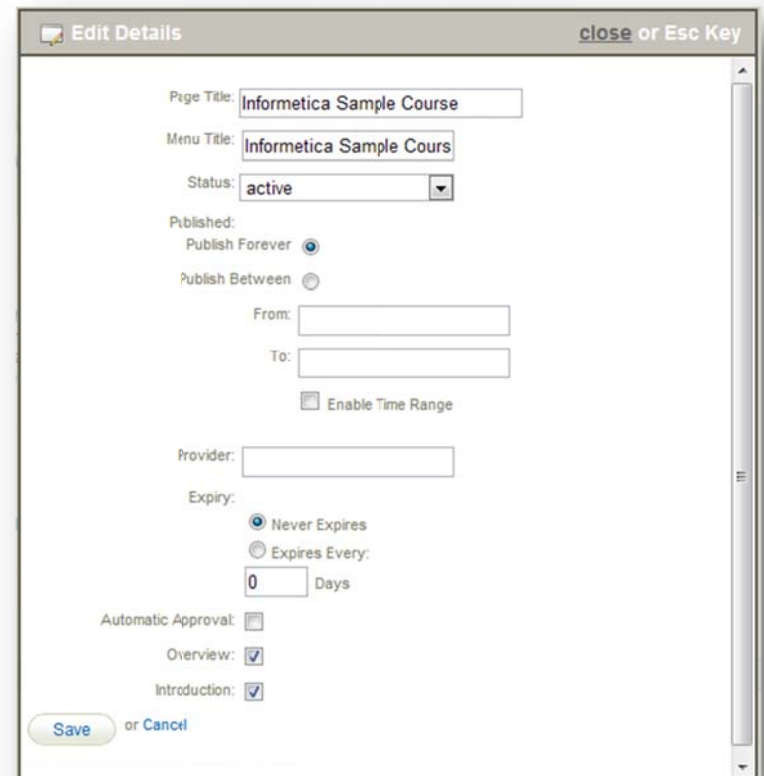 Edit Details
close or Esc Key
Page Title: Informetica Sample Course
Menu Title: Informetica Sample Cours
Status: active
Published:
Publish Forever
Publish Between
From:
To:
Enable Time Range
Provider:
Expiry:
Never Expires
Expires Every:
0 Days
Automatic Approval:
Overview:
Introduction:
Save or Cancel